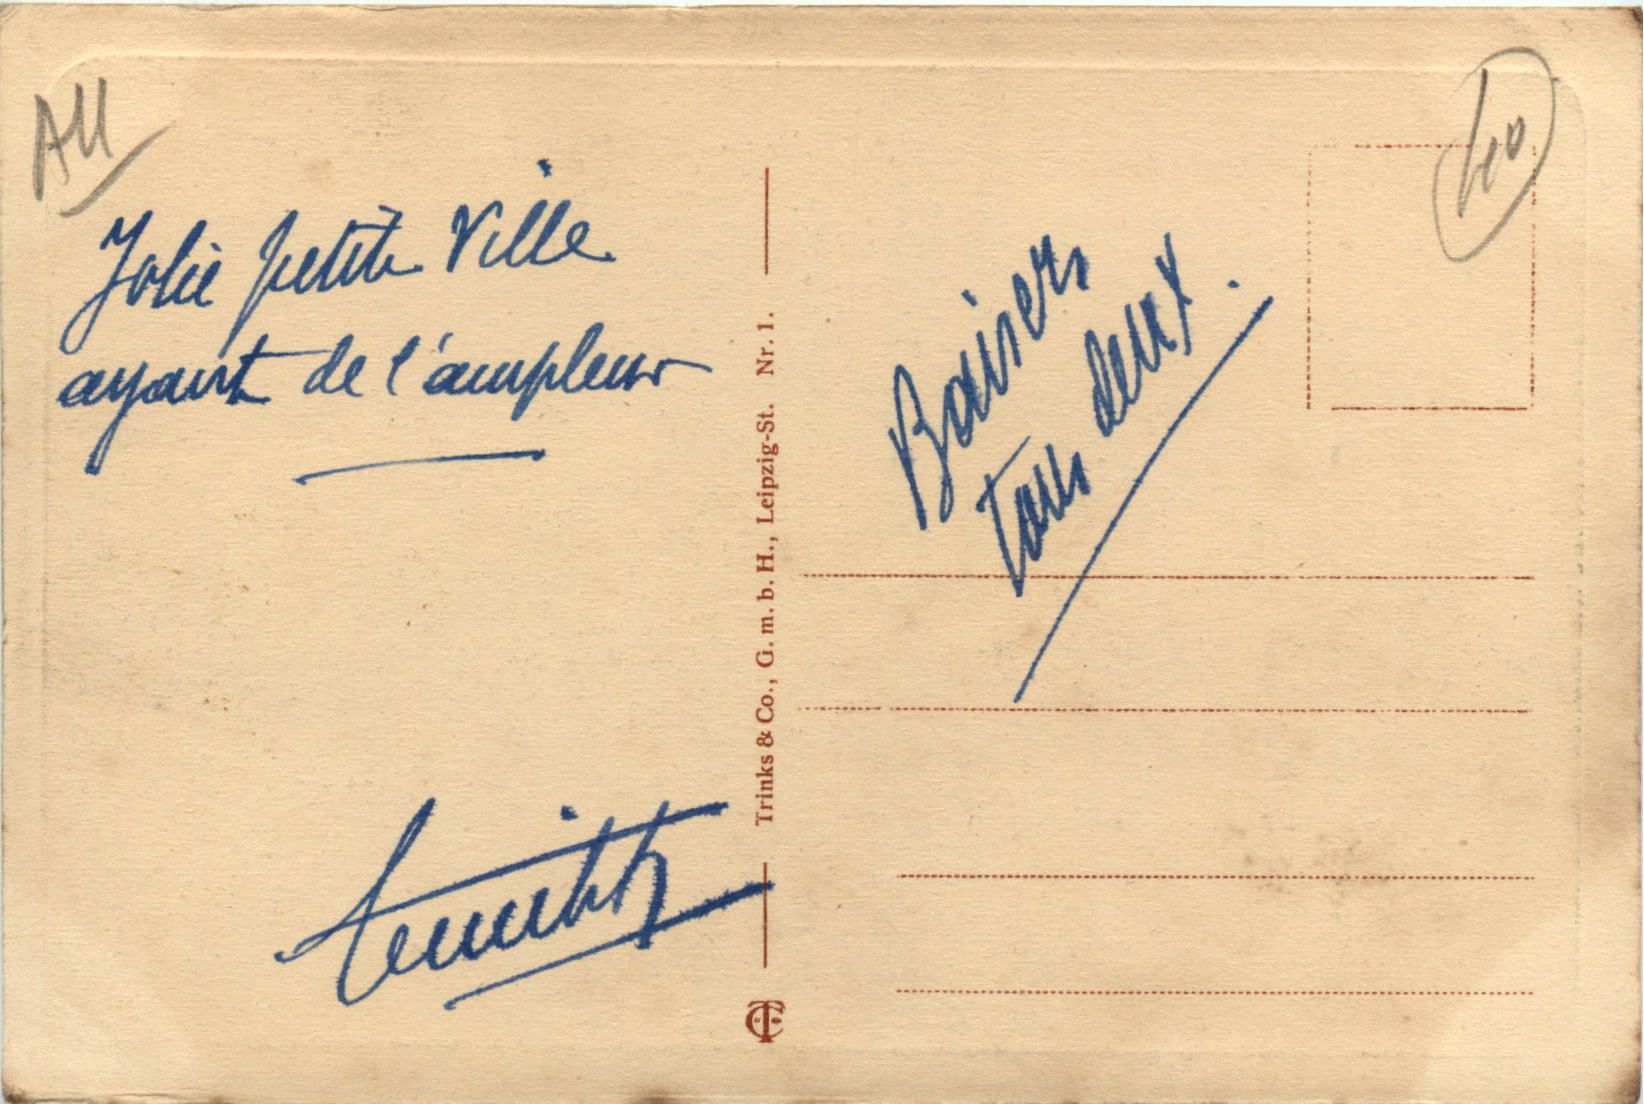 All
Jolie petite Ville
ayant de l'ampleur
Trinks & Co., G. m. b. H., Leipzig-St. Nr. 1.
Baisers
tous deux.